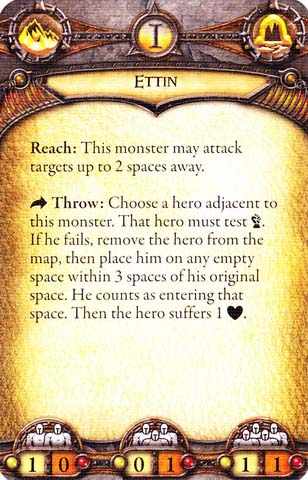 I
ETTIN
Reach: This monster may attack
targets up to 2 spaces away.
Throw: Choose a hero adjacent to
this monster. That hero must test .
If he fails, remove the hero from the
map, then place him on any empty
space within 3 spaces of his original
space. He counts as entering that
space. Then the hero suffers 1 .
1 0 0 1 1 1